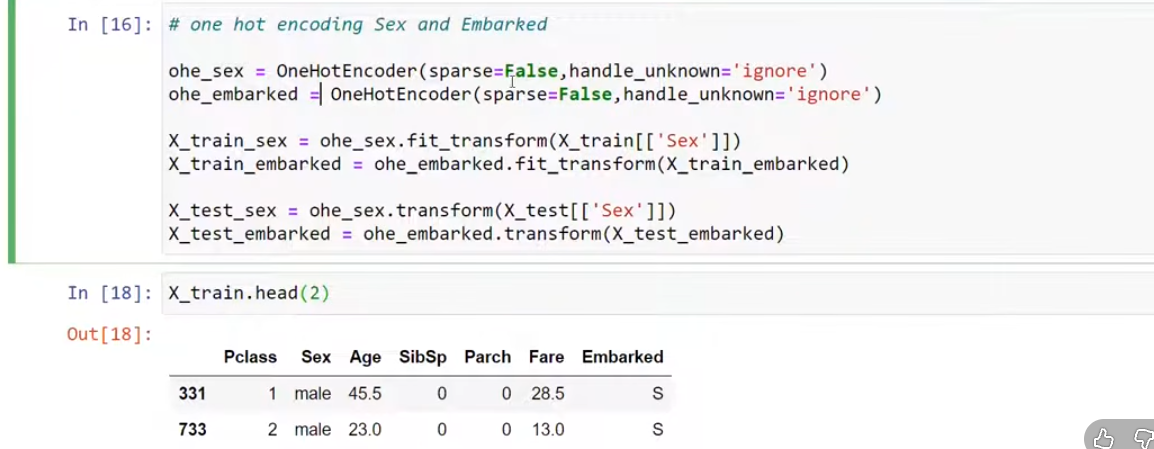 In [16]: # one hot encoding Sex and Embarked
ohe_sex = OneHotEncoder(sparse=False,handle_unknown='ignore')
ohe_embarked = OneHotEncoder(sparse=False,handle_unknown='ignore')
X_train_sex = ohe_sex.fit_transform(X_train[['Sex']])
X_train_embarked = ohe_embarked.fit_transform(X_train_embarked)
X_test_sex = ohe_sex.transform(X_test[['Sex']])
X_test_embarked = ohe_embarked.transform(X_test_embarked)
In [18]: X_train.head(2)
Out[18]:
Pclass Sex Age SibSp Parch Fare Embarked
331 1 male 45.5 0 0 28.5 S
733 2 male 23.0 0 0 13.0 S